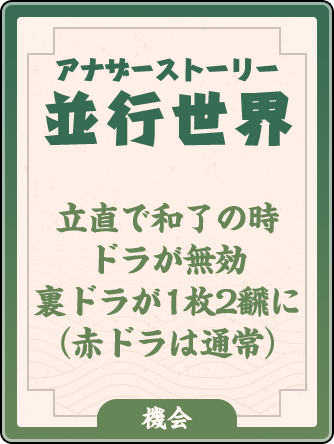 アナザーストーリー
並行世界
立直で和了の時
ドラが無効
裏ドラが1枚2飜に
（赤ドラは通常）
機会